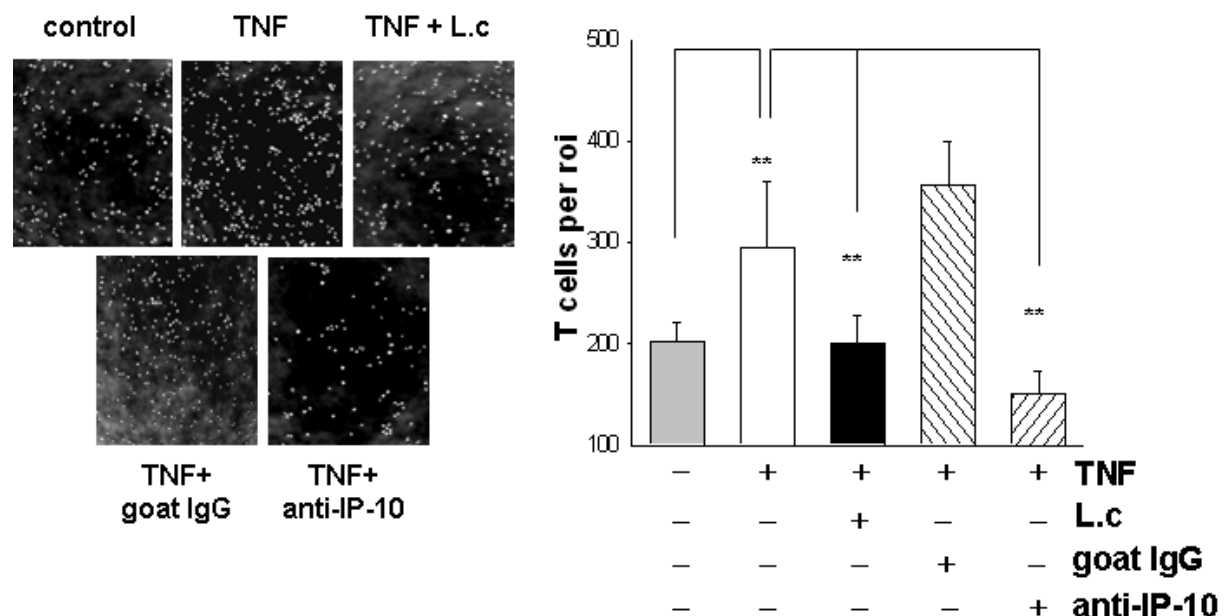 control TNF TNF + L.c
TNF+ TNF+
goat IgG anti-IP-10
T cells per roi
500
400
300
200
100
**
**
**
– + + + + TNF
– – + – – L.c
– – – + – goat IgG
– – – – + anti-IP-10